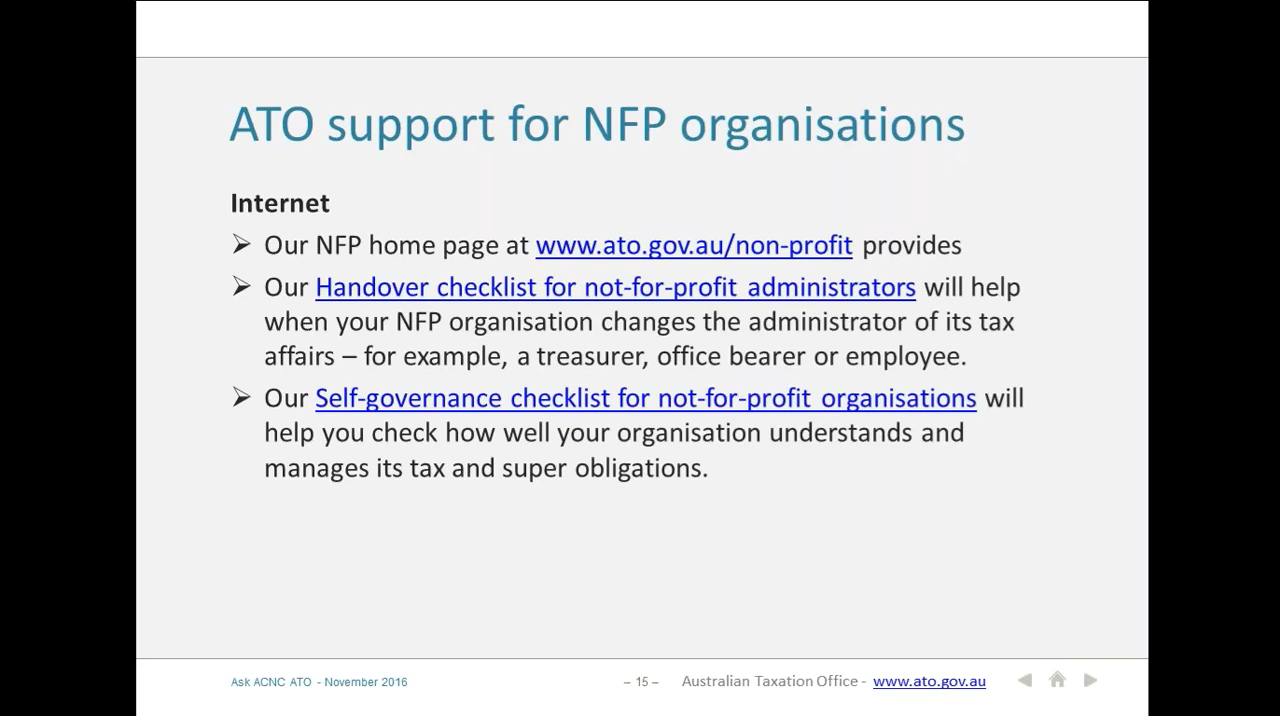 ATO support for NFP organisations
Internet
Our NFP home page at www.ato.gov.au/non-profit provides
Our Handover checklist for not-for-profit administrators will help
when your NFP organisation changes the administrator of its tax
affairs – for example, a treasurer, office bearer or employee.
Our Self-governance checklist for not-for-profit organisations will
help you check how well your organisation understands and
manages its tax and super obligations.
Ask ACNC ATO - November 2016
– 15 –
Australian Taxation Office - www.ato.gov.au